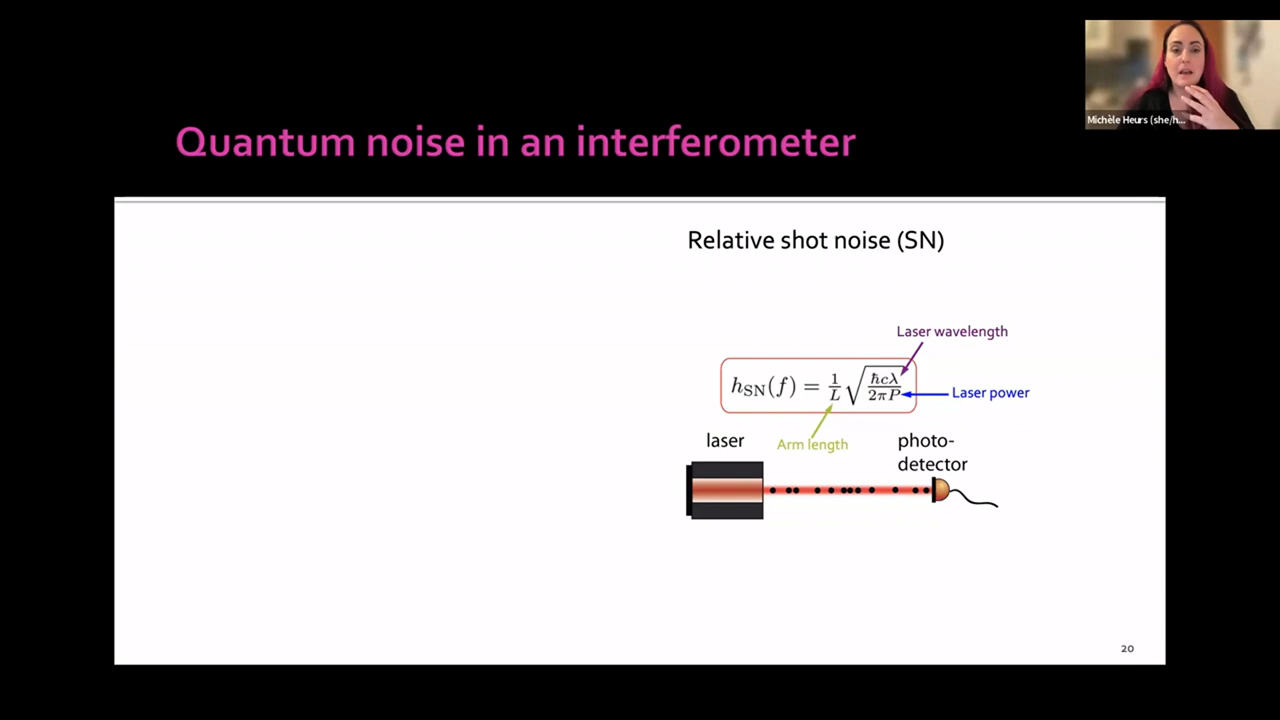 Michèle Heurs (she/h...
Quantum noise in an interferometer
Relative shot noise (SN)
Laser wavelength
h_SN(f) = 1/L √(ħcλ/2πP)
Laser power
Arm length
laser
photo-
detector
20